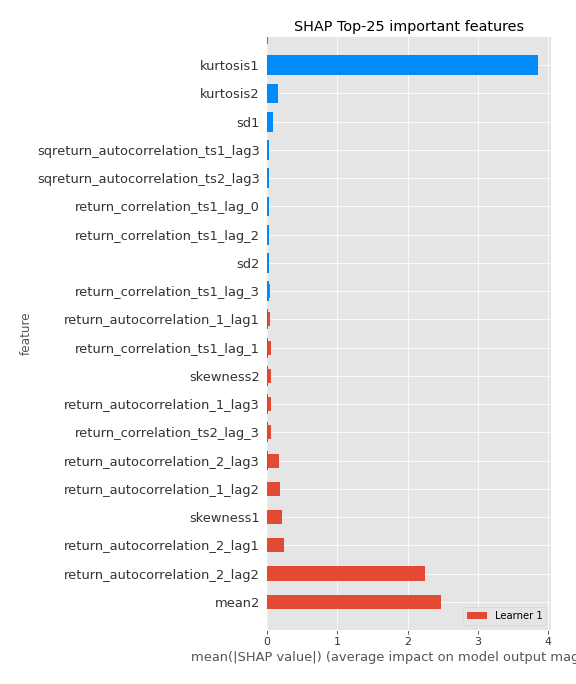 SHAP Top-25 important features
kurtosis1
kurtosis2
sd1
sqreturn_autocorrelation_ts1_lag3
sqreturn_autocorrelation_ts2_lag3
return_correlation_ts1_lag_0
return_correlation_ts1_lag_2
sd2
return_correlation_ts1_lag_3
return_autocorrelation_1_lag1
return_correlation_ts1_lag_1
skewness2
return_autocorrelation_1_lag3
return_correlation_ts2_lag_3
return_autocorrelation_2_lag3
return_autocorrelation_1_lag2
skewness1
return_autocorrelation_2_lag1
return_autocorrelation_2_lag2
mean2
feature
Learner 1
0 1 2 3 4
mean(|SHAP value|) (average impact on model output mag